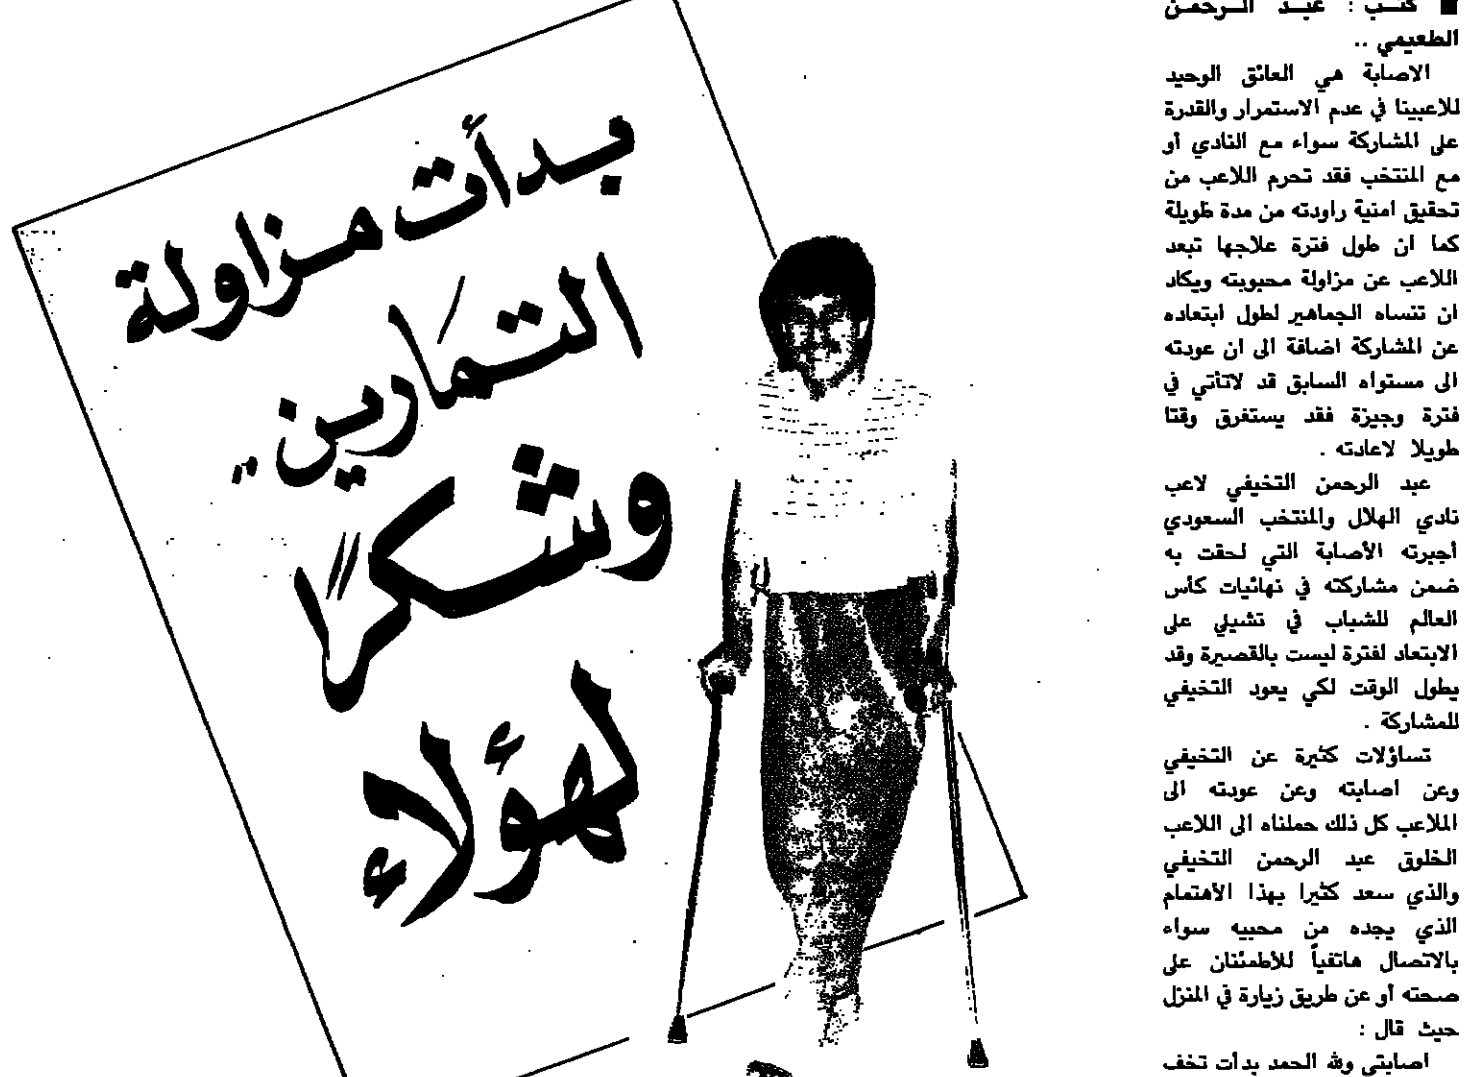 بدأت مزاولة
التمارين ..
وشكرًا
لهؤلاء
■ كتب : عبد الرحمن
الطعيمي ..
الاصابة هي العائق الوحيد
للاعبينا في عدم الاستمرار والقدرة
على المشاركة سواء مع النادي أو
مع المنتخب فقد تحرم اللاعب من
تحقيق امنية راودته من مدة طويلة
كما ان طول فترة علاجها تبعد
اللاعب عن مزاولة محبوبته ويكاد
ان تنساه الجماهير لطول ابتعاده
عن المشاركة اضافة الى ان عودته
الى مستواه السابق قد لاتأتي في
فترة وجيزة فقد يستغرق وقتا
طويلا لاعادته .
عبد الرحمن التخيفي لاعب
نادي الهلال والمنتخب السعودي
أجبرته الأصابة التي لحقت به
ضمن مشاركته في نهائيات كأس
العالم للشباب في تشيلي على
الابتعاد لفترة ليست بالقصيرة وقد
يطول الوقت لكي يعود التخيفي
للمشاركة .
تساؤلات كثيرة عن التخيفي
وعن اصابته وعن عودته الى
الملاعب كل ذلك حملناه الى اللاعب
الخلوق عبد الرحمن التخيفي
والذي سعد كثيرا بهذا الأهتمام
الذي يجده من محبيه سواء
بالاتصال هاتفياً للأطمئنان على
صحته أو عن طريق زيارة في المنزل
حيث قال :
اصابتي ولله الحمد بدأت تخف